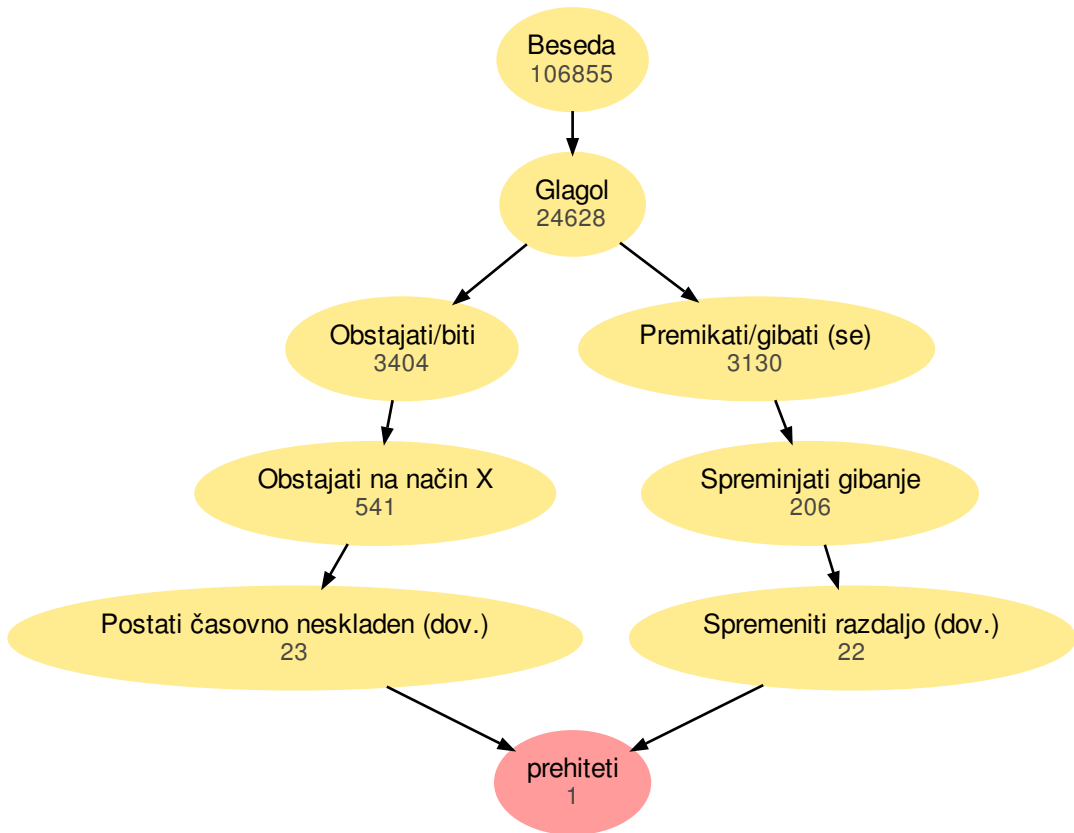 Beseda
106855
Glagol
24628
Obstajati/biti
3404
Premikati/gibati (se)
3130
Obstajati na način X
541
Spreminjati gibanje
206
Postati časovno neskladen (dov.)
23
Spremeniti razdaljo (dov.)
22
prehiteti
1